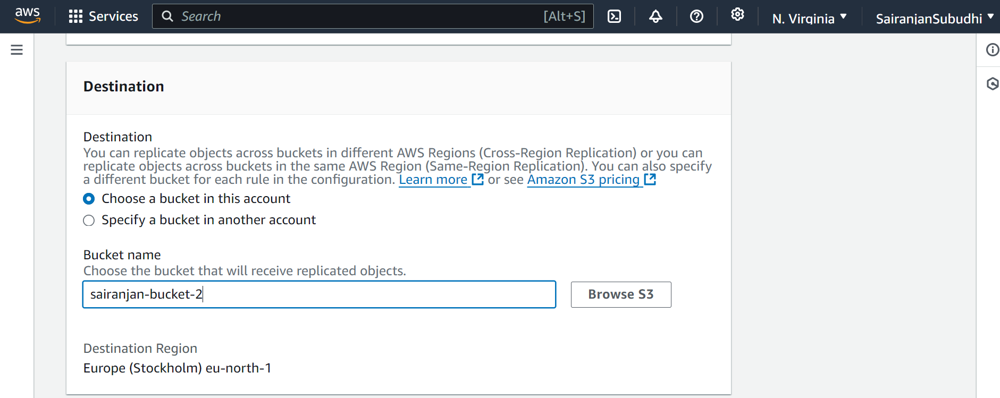 aws
Services
Search
[Alt+S]
N. Virginia
SairanjanSubudhi
Destination
Destination
You can replicate objects across buckets in different AWS Regions (Cross-Region Replication) or you can
replicate objects across buckets in the same AWS Region (Same-Region Replication). You can also specify
a different bucket for each rule in the configuration. Learn more or see Amazon S3 pricing
Choose a bucket in this account
Specify a bucket in another account
Bucket name
Choose the bucket that will receive replicated objects.
sairanjan-bucket-2
Browse S3
Destination Region
Europe (Stockholm) eu-north-1